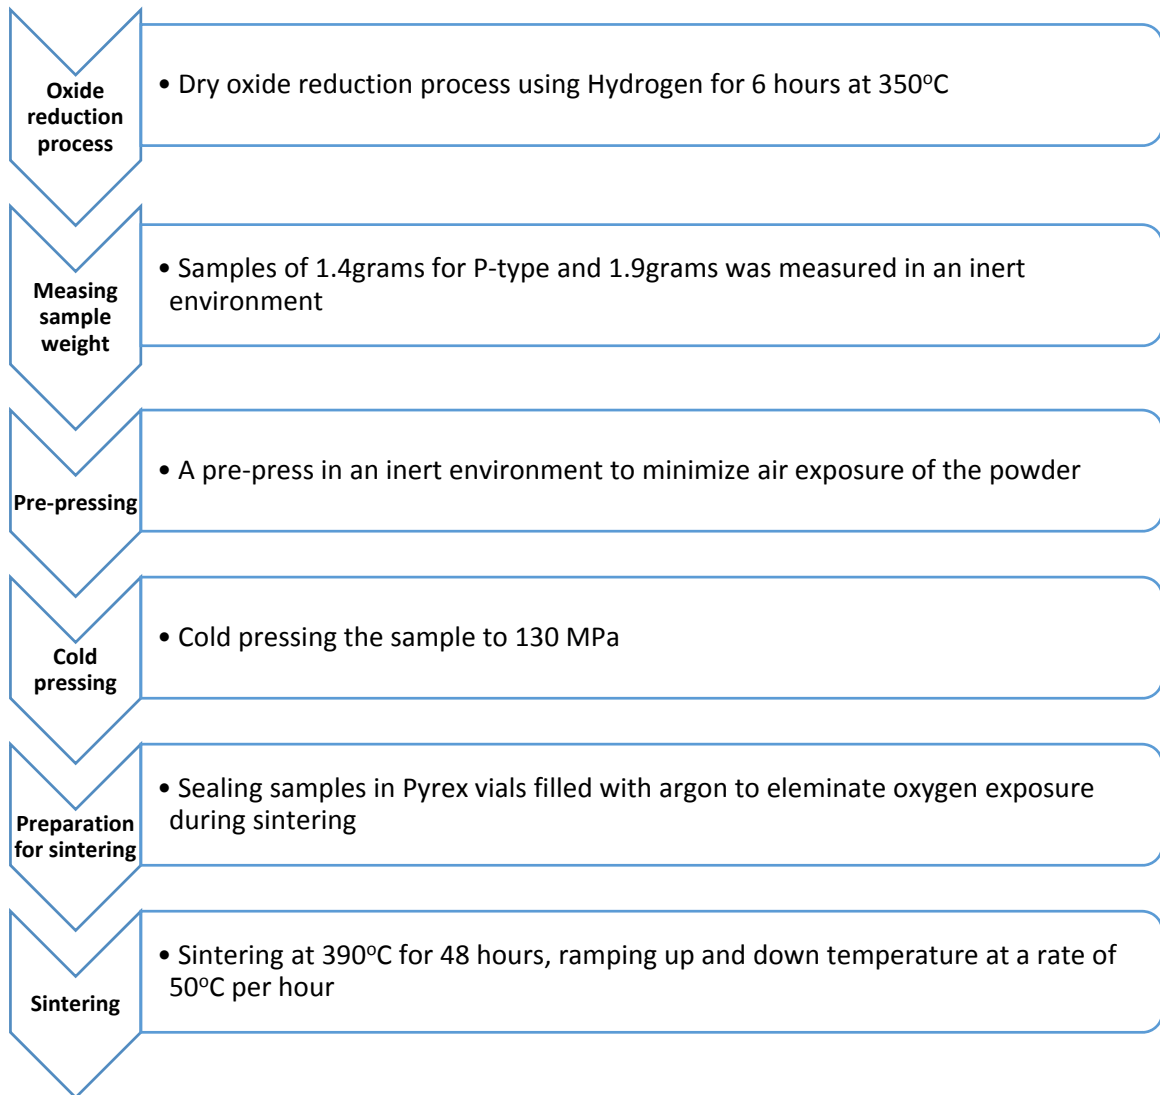 Oxide
reduction
process
• Dry oxide reduction process using Hydrogen for 6 hours at 350°C
Measing
sample
weight
• Samples of 1.4grams for P-type and 1.9grams was measured in an inert
environment
Pre-pressing
• A pre-press in an inert environment to minimize air exposure of the powder
Cold
pressing
• Cold pressing the sample to 130 MPa
Preparation
for sintering
• Sealing samples in Pyrex vials filled with argon to eleminate oxygen exposure
during sintering
Sintering
• Sintering at 390°C for 48 hours, ramping up and down temperature at a rate of
50°C per hour